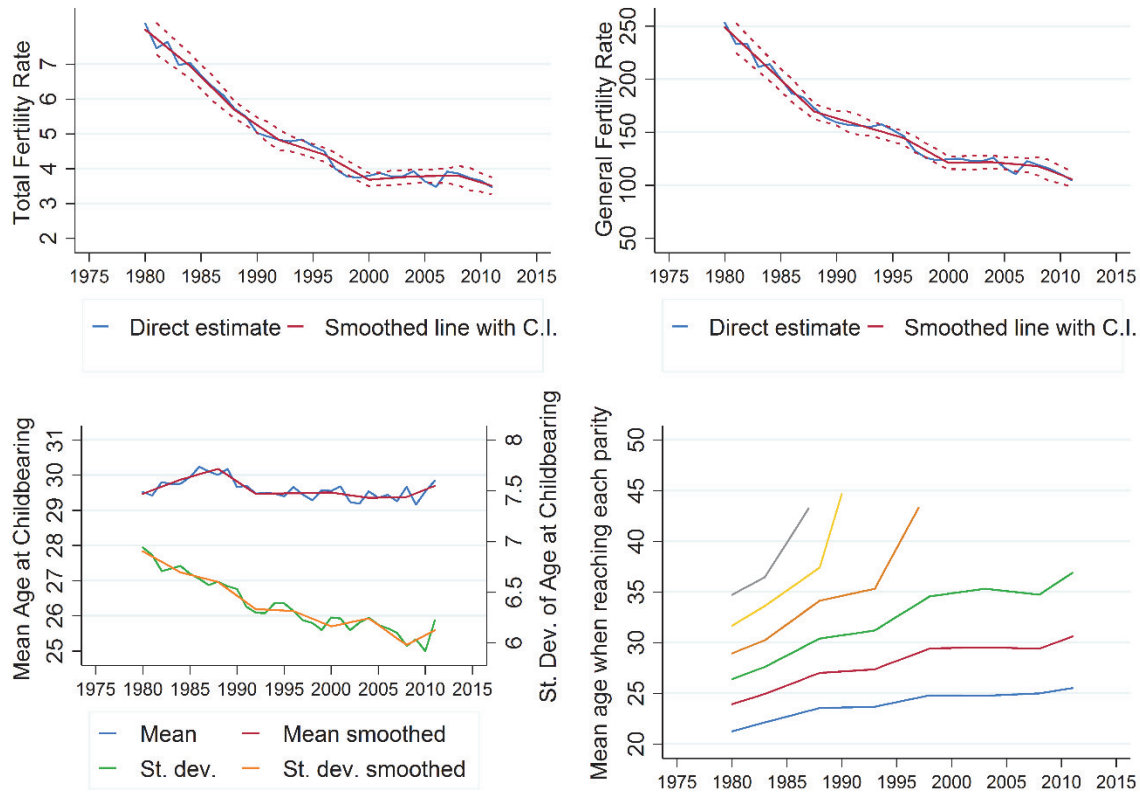 Total Fertility Rate
7
6
5
4
3
2
1975 1980 1985 1990 1995 2000 2005 2010 2015
Direct estimate Smoothed line with C.I.
General Fertility Rate
250
200
150
100
50
1975 1980 1985 1990 1995 2000 2005 2010 2015
Direct estimate Smoothed line with C.I.
Mean Age at Childbearing
31
30
29
28
27
26
25
St. Dev. of Age at Childbearing
8
7.5
7
6.5
6
1975 1980 1985 1990 1995 2000 2005 2010 2015
Mean Mean smoothed
St. dev. St. dev. smoothed
Mean age when reaching each parity
50
45
40
35
30
25
20
1975 1980 1985 1990 1995 2000 2005 2010 2015